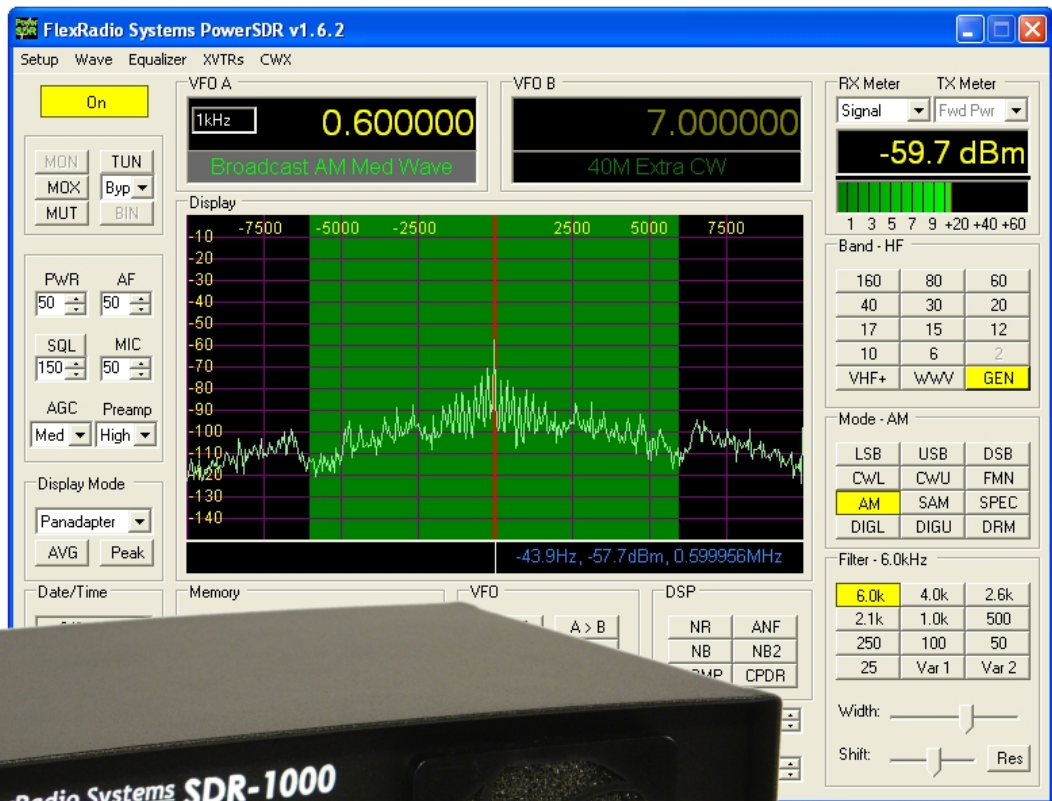 FlexRadio Systems PowerSDR v1.6.2
Setup Wave Equalizer XVTRs CWX
On
MON TUN
MOX Byp
MUT BIN
PWR AF
50 50
SQL MIC
150 50
AGC Preamp
Med High
Display Mode
Panadapter
AVG Peak
Date/Time
VFO A
1kHz 0.600000
Broadcast AM Med Wave
VFO B
7.000000
40M Extra CW
Display
-7500 -5000 -2500 2500 5000 7500
-10
-20
-30
-40
-50
-60
-70
-80
-90
-100
-110
-120
-130
-140
-43.9Hz, -57.7dBm, 0.599956MHz
Memory
VFO
A > B
DSP
NR ANF
NB NB2
CPDR
RX Meter TX Meter
Signal Fwd Pwr
-59.7 dBm
1 3 5 7 9 +20 +40 +60
Band - HF
160 80 60
40 30 20
17 15 12
10 6 2
VHF+ WWV GEN
Mode - AM
LSB USB DSB
CWL CWU FMN
AM SAM SPEC
DIGL DIGU DRM
Filter - 6.0kHz
6.0k 4.0k 2.6k
2.1k 1.0k 500
250 100 50
25 Var 1 Var 2
Width:
Shift: Res
Systems SDR-1000